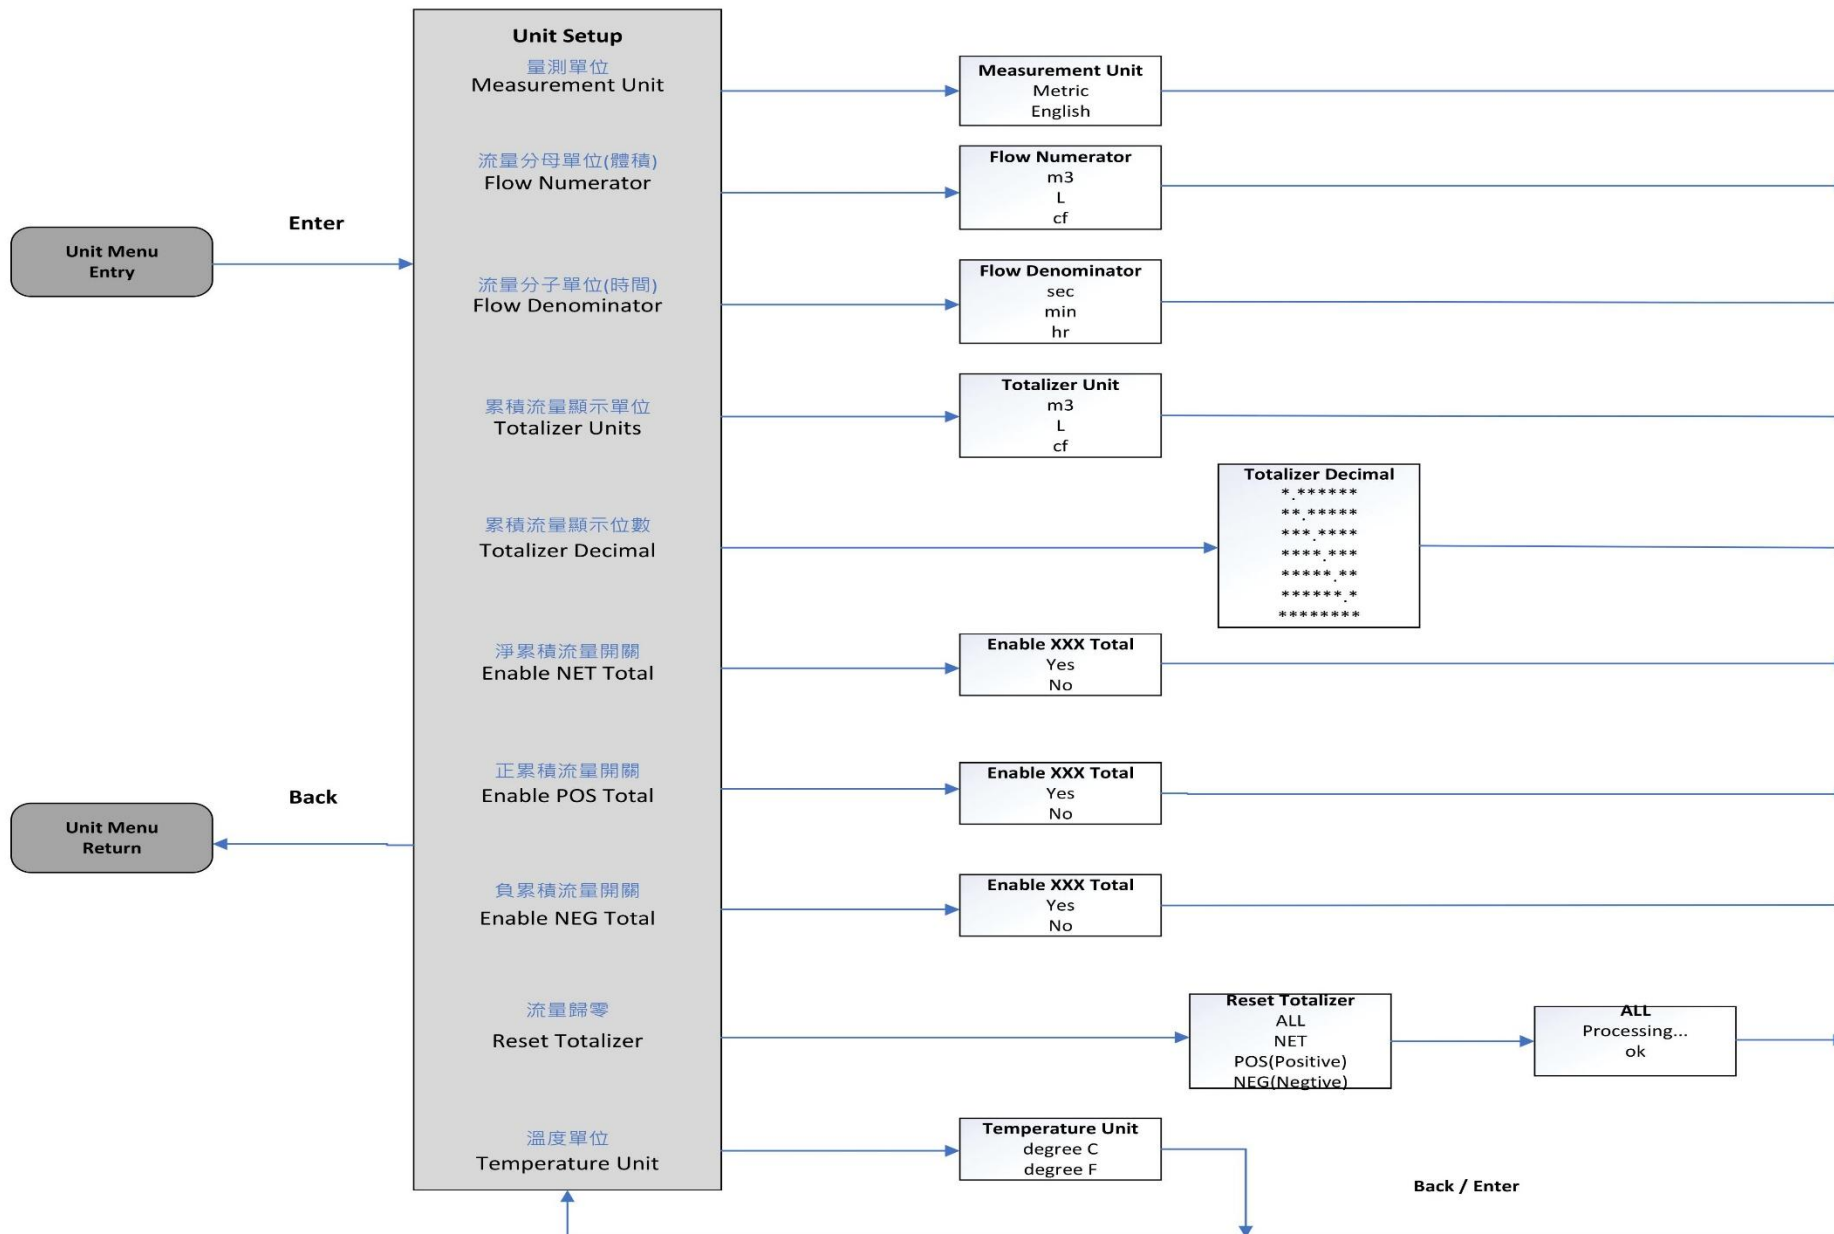 Unit Menu
Entry
Enter
Unit Menu
Return
Back
Unit Setup
量測單位
Measurement Unit
流量分母單位(體積)
Flow Numerator
流量分子單位(時間)
Flow Denominator
累積流量顯示單位
Totalizer Units
累積流量顯示位數
Totalizer Decimal
淨累積流量開關
Enable NET Total
正累積流量開關
Enable POS Total
負累積流量開關
Enable NEG Total
流量歸零
Reset Totalizer
溫度單位
Temperature Unit
Measurement Unit
Metric
English
Flow Numerator
m3
L
cf
Flow Denominator
sec
min
hr
Totalizer Unit
m3
L
cf
Totalizer Decimal
*.******
**.*****
***.****
****.***
*****.**
******.*
********
Enable XXX Total
Yes
No
Enable XXX Total
Yes
No
Enable XXX Total
Yes
No
Reset Totalizer
ALL
NET
POS(Positive)
NEG(Negtive)
ALL
Processing...
ok
Temperature Unit
degree C
degree F
Back / Enter